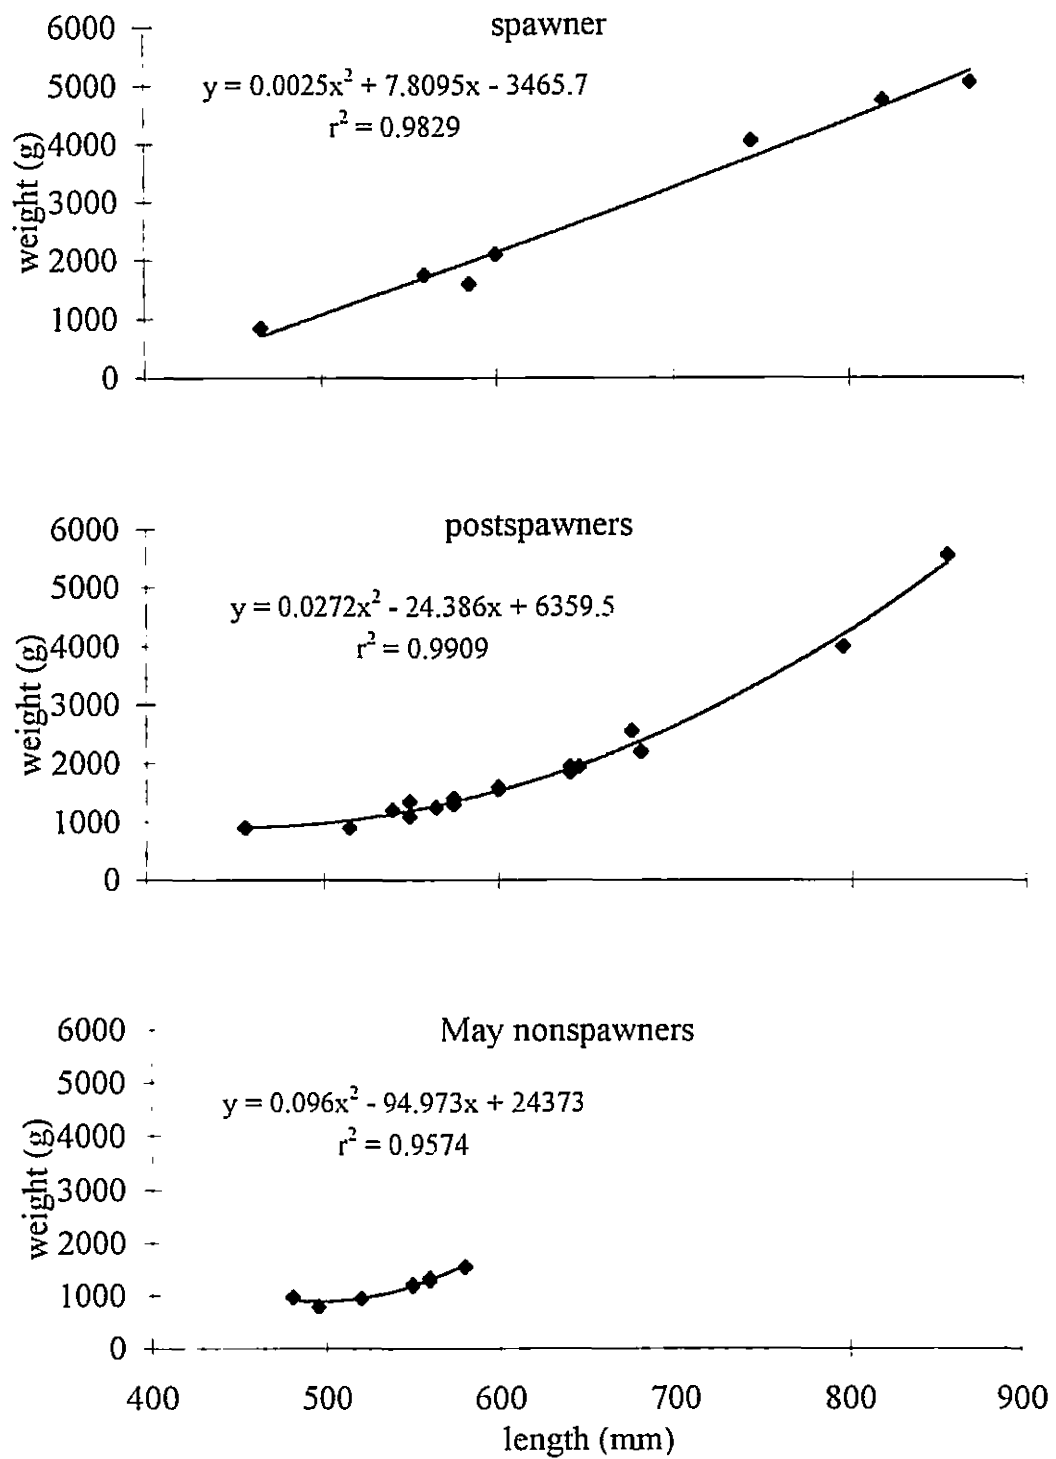 spawner
6000
5000
4000
3000
2000
1000
0
weight (g)
y = 0.0025x² + 7.8095x - 3465.7
r² = 0.9829
postspawners
6000
5000
4000
3000
2000
1000
0
weight (g)
y = 0.0272x² - 24.386x + 6359.5
r² = 0.9909
May nonspawners
6000
5000
4000
3000
2000
1000
0
weight (g)
y = 0.096x² - 94.973x + 24373
r² = 0.9574
400 500 600 700 800 900
length (mm)